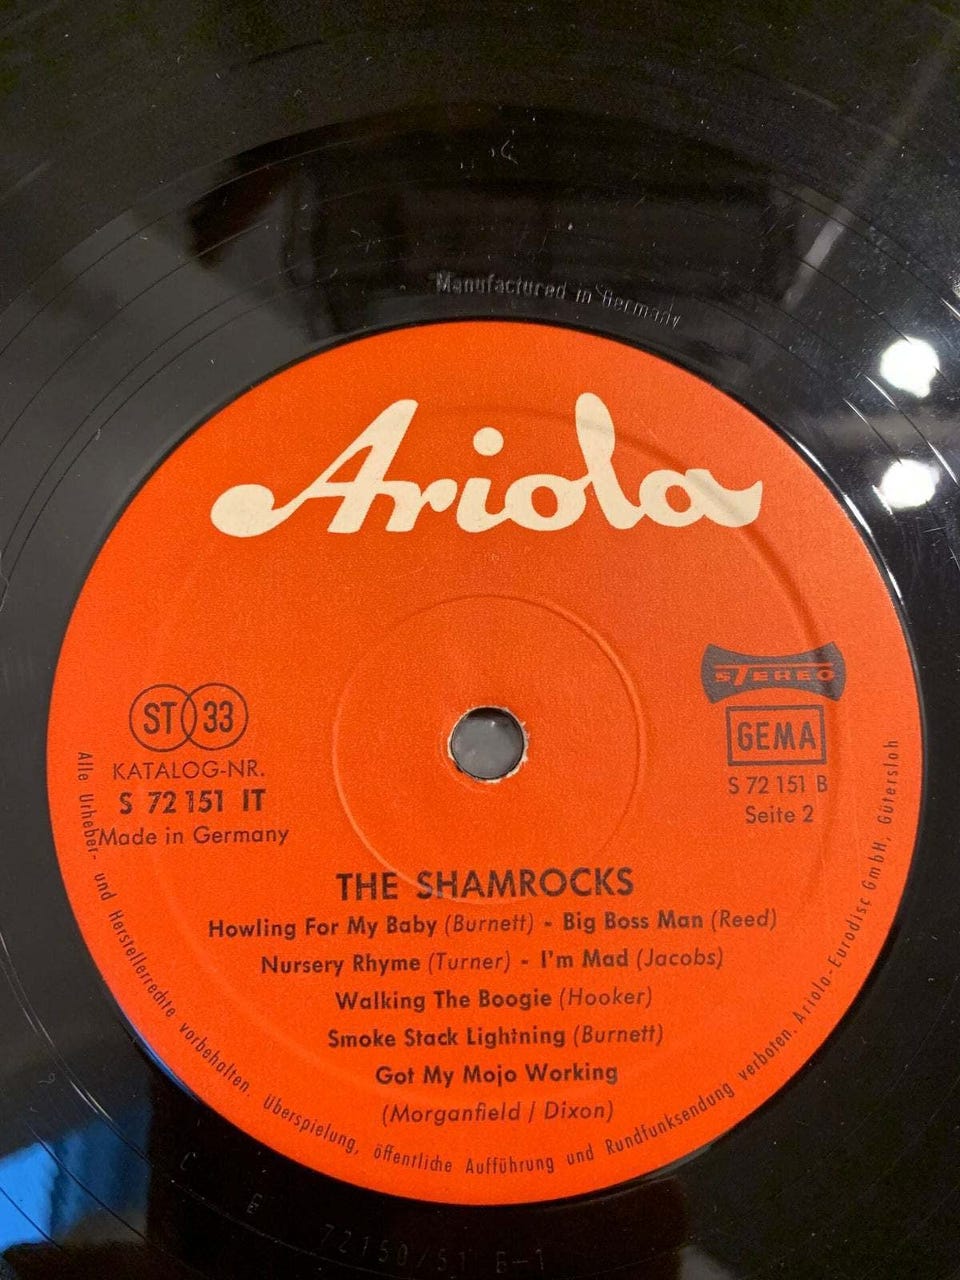 Manufactured in Germany
Ariola
STEREO
ST 33
GEMA
KATALOG-NR.
S 72 151 IT
Made in Germany
S 72 151 B
Seite 2
THE SHAMROCKS
Howling For My Baby (Burnett) - Big Boss Man (Reed)
Nursery Rhyme (Turner) - I'm Mad (Jacobs)
Walking The Boogie (Hooker)
Smoke Stack Lightning (Burnett)
Got My Mojo Working
(Morganfield / Dixon)
Alle Urheber- und Herstellerrechte vorbehalten. Überspielung, öffentliche Aufführung und Rundfunksendung verboten. Ariola-Eurodisc GmbH, Gütersloh
72150/51